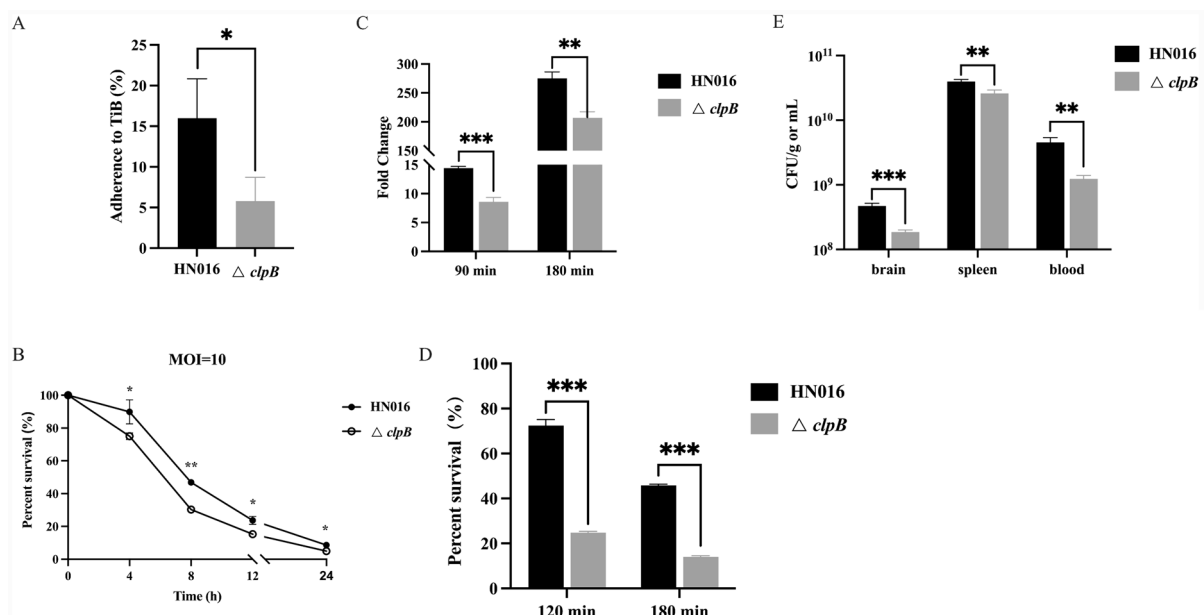 A
Adherence to TiB (%)
25
20
15
10
5
0
*
HN016
△ clpB
C
Fold Change
300
250
200
150
15
10
5
0
***
**
90 min
180 min
HN016
△ clpB
E
CFU/g or mL
10¹¹
10¹⁰
10⁹
10⁸
***
**
**
brain
spleen
blood
HN016
△ clpB
B
MOI=10
Percent survival (%)
100
80
60
40
20
0
*
**
*
*
0
4
8
12
24
Time (h)
HN016
△ clpB
D
Percent survival (%)
100
80
60
40
20
0
***
***
120 min
180 min
HN016
△ clpB